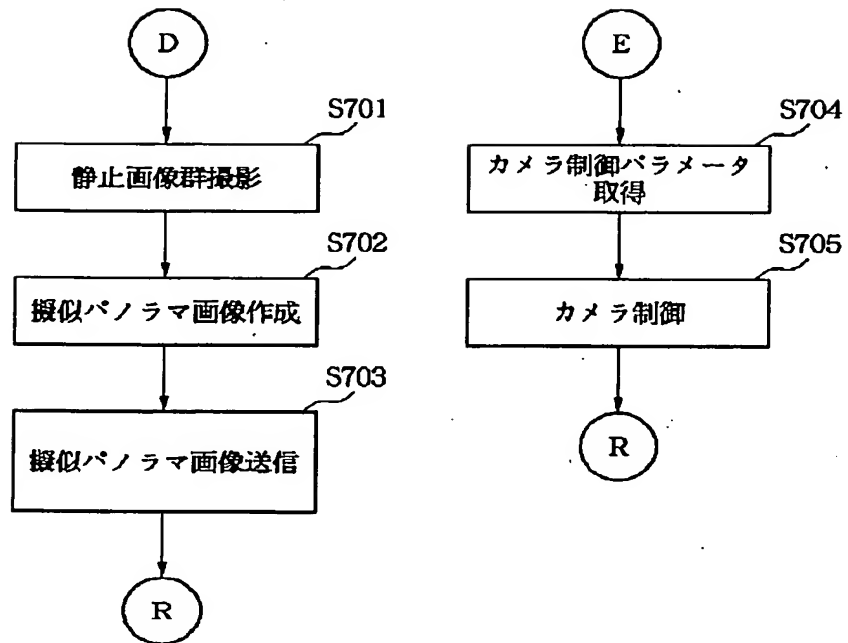 D
S701
静止画像群撮影
S702
擬似パノラマ画像作成
S703
擬似パノラマ画像送信
R
E
S704
カメラ制御パラメータ
取得
S705
カメラ制御
R